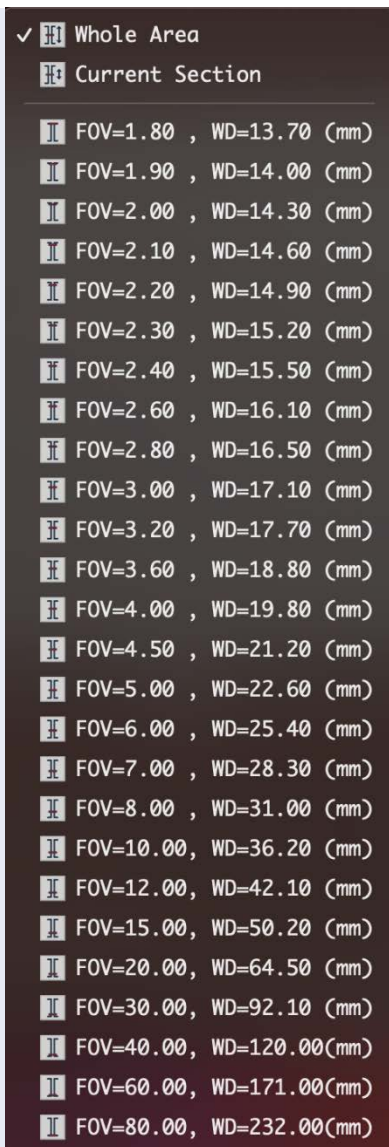 ✓ Whole Area
Current Section
FOV=1.80 , WD=13.70 (mm)
FOV=1.90 , WD=14.00 (mm)
FOV=2.00 , WD=14.30 (mm)
FOV=2.10 , WD=14.60 (mm)
FOV=2.20 , WD=14.90 (mm)
FOV=2.30 , WD=15.20 (mm)
FOV=2.40 , WD=15.50 (mm)
FOV=2.60 , WD=16.10 (mm)
FOV=2.80 , WD=16.50 (mm)
FOV=3.00 , WD=17.10 (mm)
FOV=3.20 , WD=17.70 (mm)
FOV=3.60 , WD=18.80 (mm)
FOV=4.00 , WD=19.80 (mm)
FOV=4.50 , WD=21.20 (mm)
FOV=5.00 , WD=22.60 (mm)
FOV=6.00 , WD=25.40 (mm)
FOV=7.00 , WD=28.30 (mm)
FOV=8.00 , WD=31.00 (mm)
FOV=10.00, WD=36.20 (mm)
FOV=12.00, WD=42.10 (mm)
FOV=15.00, WD=50.20 (mm)
FOV=20.00, WD=64.50 (mm)
FOV=30.00, WD=92.10 (mm)
FOV=40.00, WD=120.00(mm)
FOV=60.00, WD=171.00(mm)
FOV=80.00, WD=232.00(mm)